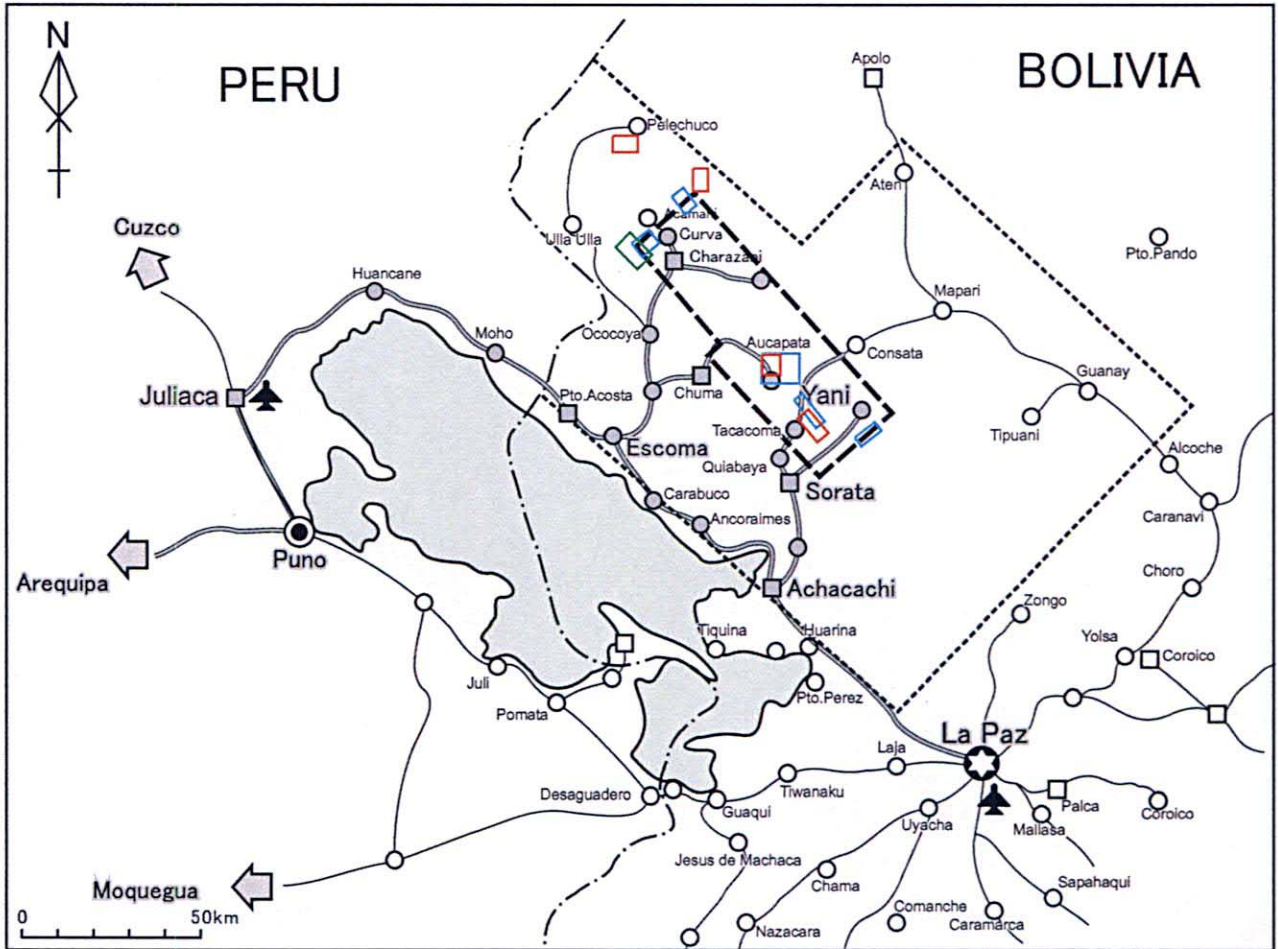 N
PERU
BOLIVIA
Apolo
Pelechuco
Ateri
Acamani
Cuzco
Ulla Ulla
Curva
Charazani
Pto.Pando
Huancane
Mapari
Moho
Ococoya
Aucapata
Consata
Juliaca
Pto.Acosta
Chuma
Yani
Guanay
Escoma
Tacacoma
Tipuani
Quiabaya
Alcoche
Carabuco
Sorata
Ancoraimes
Caranavi
Puno
Arequipa
Achacachi
Choro
Zongo
Tiquina
Huarina
Yolsa
Coroico
Juli
Pto.Perez
Pomata
La Paz
Laja
Desaguadero
Tiwanaku
Guaqui
Palca
Uyacha
Mallasa
Coroico
Jesus de Machaca
Moquegua
Chama
Sapahaqui
0 50km
Comanche
Nazacara
Caramarca